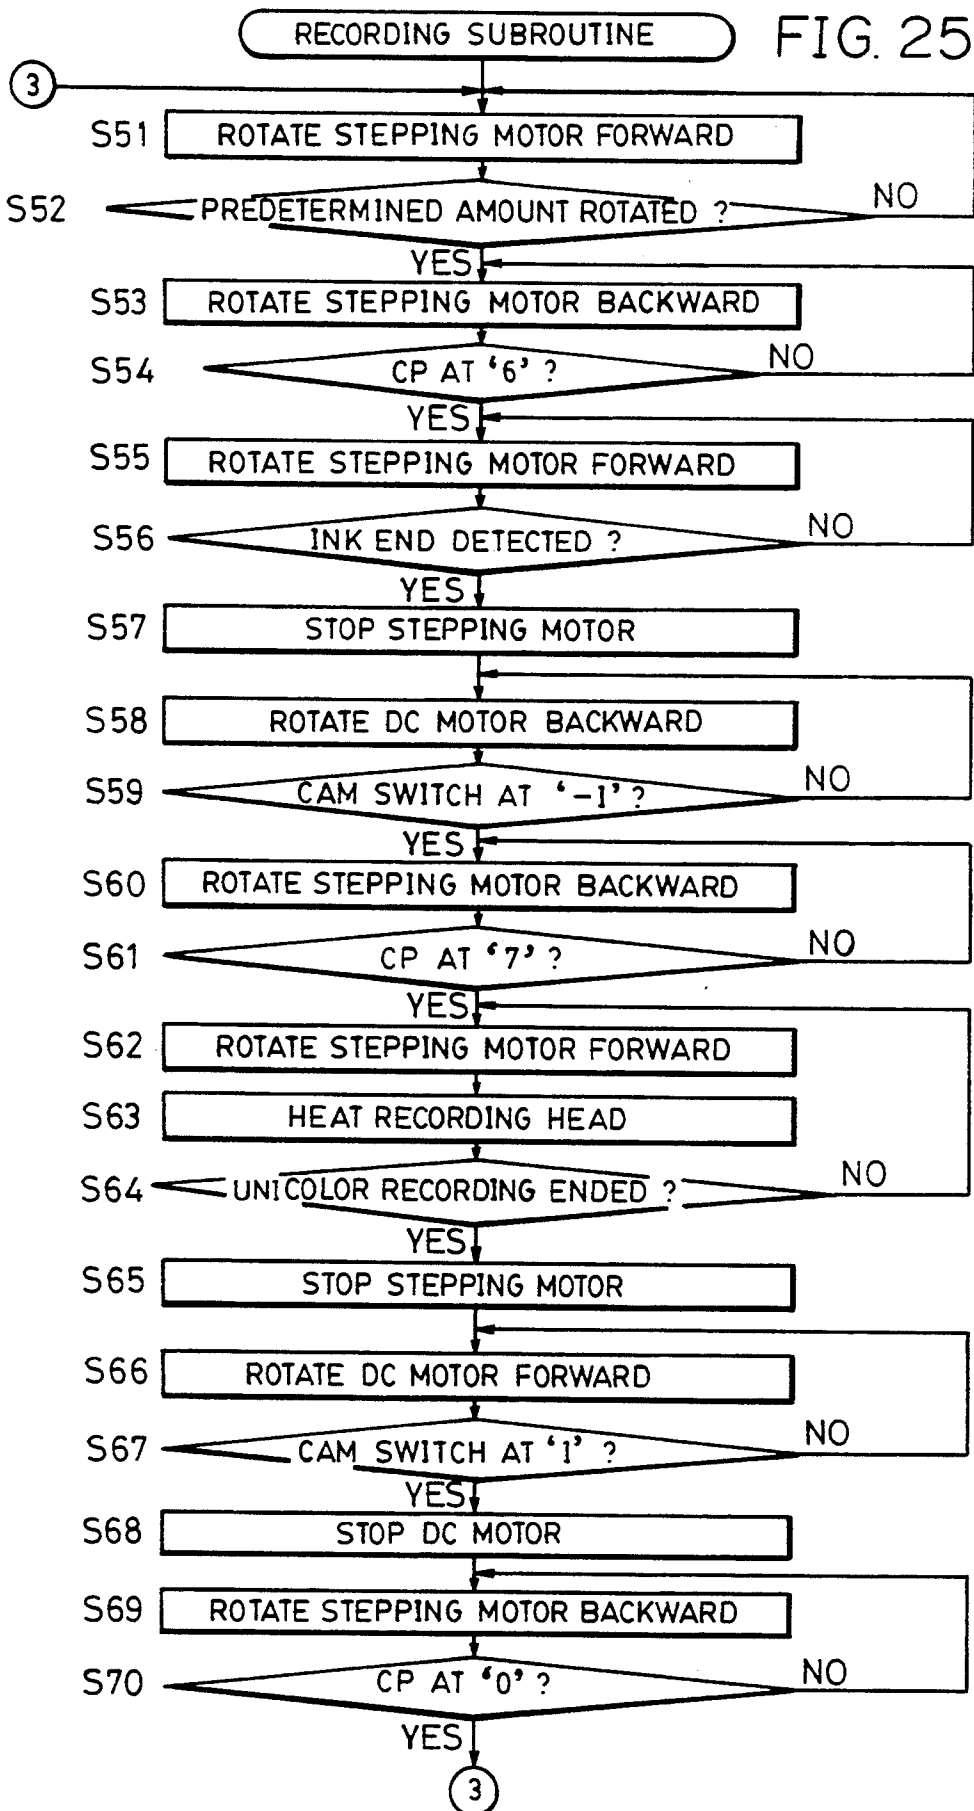 RECORDING SUBROUTINE
FIG. 25
3
S51 ROTATE STEPPING MOTOR FORWARD
S52 PREDETERMINED AMOUNT ROTATED ? NO
YES
S53 ROTATE STEPPING MOTOR BACKWARD
S54 CP AT ‘6’ ? NO
YES
S55 ROTATE STEPPING MOTOR FORWARD
S56 INK END DETECTED ? NO
YES
S57 STOP STEPPING MOTOR
S58 ROTATE DC MOTOR BACKWARD
S59 CAM SWITCH AT ‘-1’ ? NO
YES
S60 ROTATE STEPPING MOTOR BACKWARD
S61 CP AT ‘7’ ? NO
YES
S62 ROTATE STEPPING MOTOR FORWARD
S63 HEAT RECORDING HEAD
S64 UNICOLOR RECORDING ENDED ? NO
YES
S65 STOP STEPPING MOTOR
S66 ROTATE DC MOTOR FORWARD
S67 CAM SWITCH AT ‘1’ ? NO
YES
S68 STOP DC MOTOR
S69 ROTATE STEPPING MOTOR BACKWARD
S70 CP AT ‘0’ ? NO
YES
3